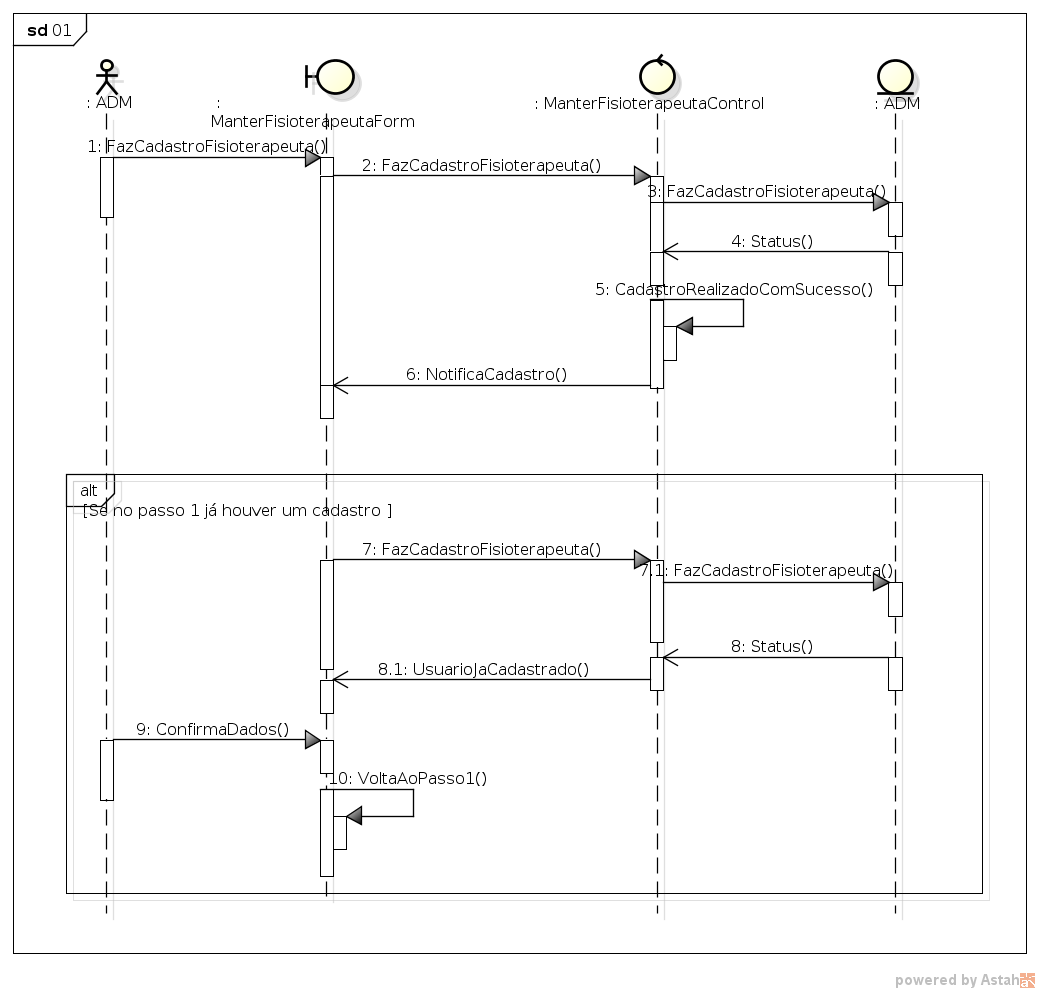 sd 01
: ADM
:
ManterFisioterapeutaForm
: ManterFisioterapeutaControl
: ADM
1: FazCadastroFisioterapeuta()
2: FazCadastroFisioterapeuta()
3: FazCadastroFisioterapeuta()
4: Status()
5: CadastroRealizadoComSucesso()
6: NotificaCadastro()
alt
[Se no passo 1 já houver um cadastro ]
7: FazCadastroFisioterapeuta()
7.1: FazCadastroFisioterapeuta()
8: Status()
8.1: UsuarioJaCadastrado()
9: ConfirmaDados()
10: VoltaAoPasso1()
powered by Astah